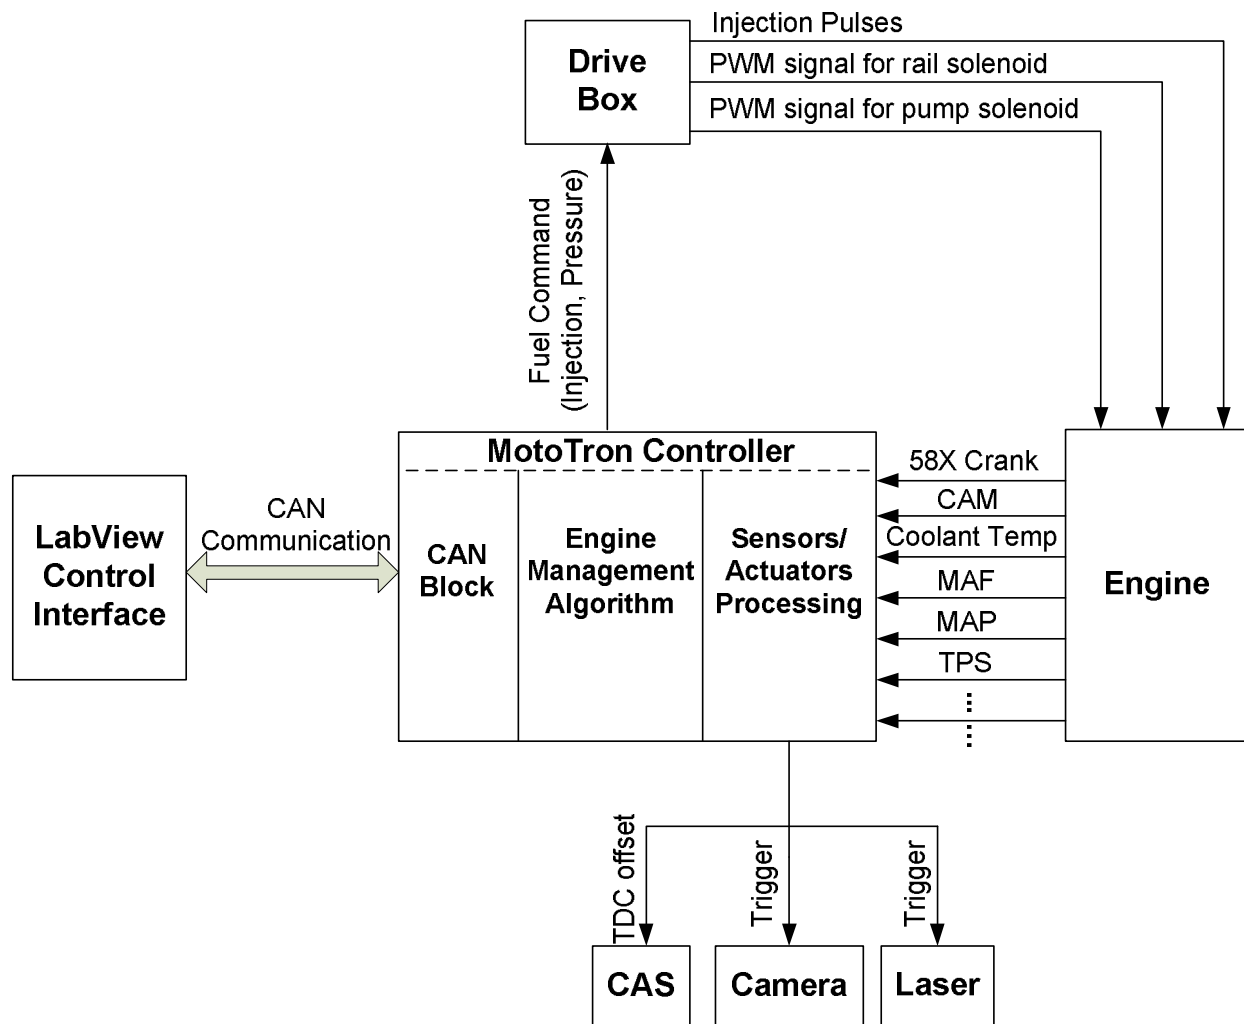 Injection Pulses
Drive
Box
PWM signal for rail solenoid
PWM signal for pump solenoid
Fuel Command
(Injection, Pressure)
MotoTron Controller
LabView
Control
Interface
CAN
Communication
CAN
Block
Engine
Management
Algorithm
Sensors/
Actuators
Processing
58X Crank
CAM
Coolant Temp
MAF
MAP
TPS
Engine
TDC offset
Trigger
Trigger
CAS
Camera
Laser